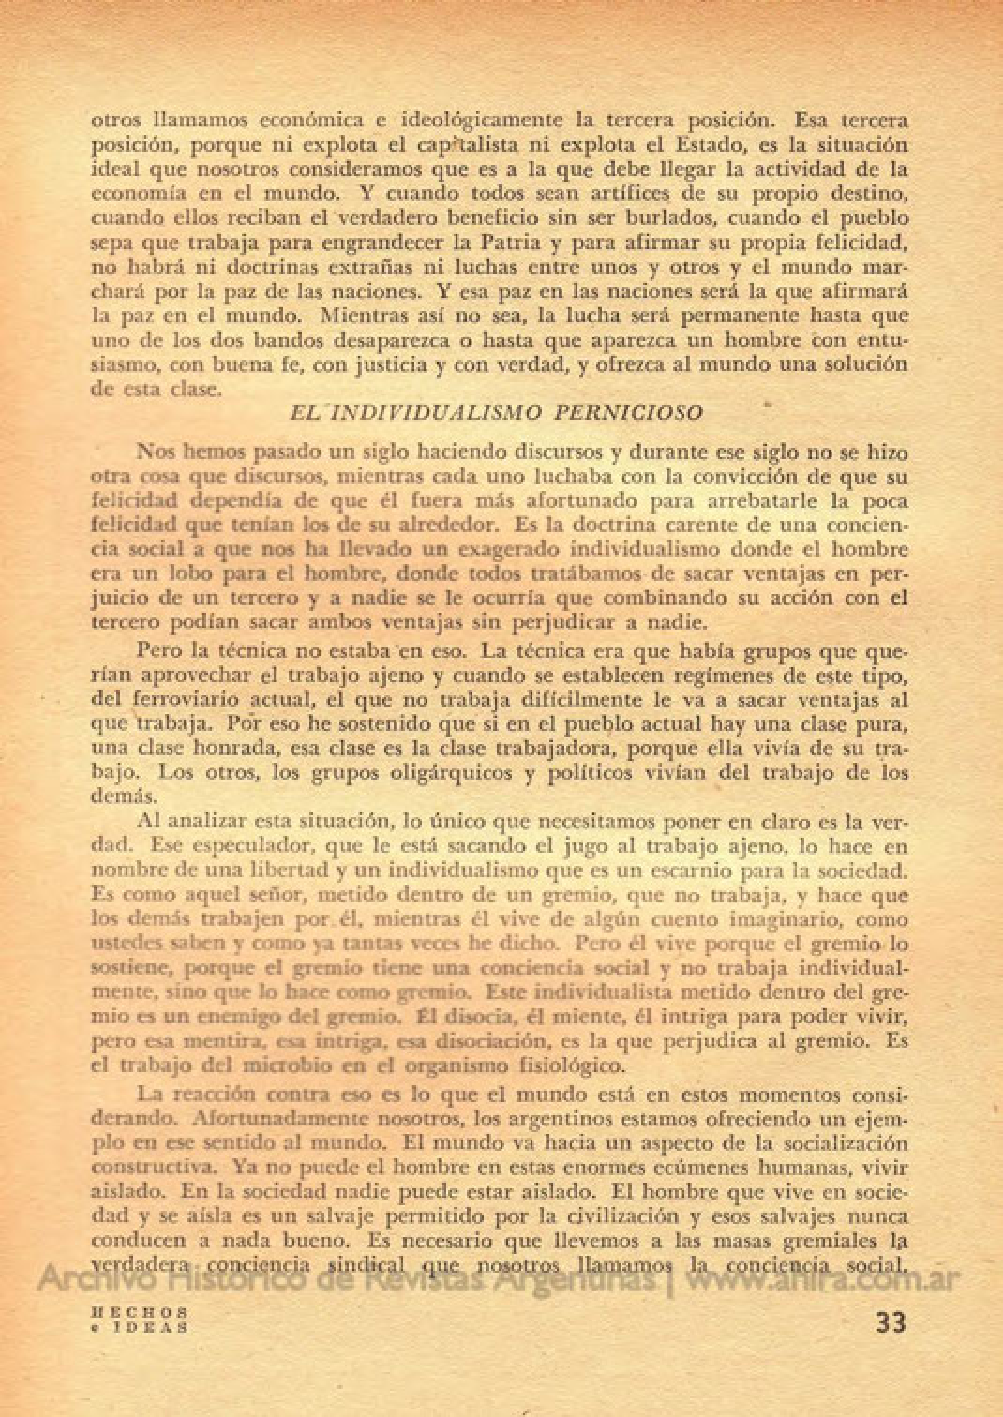 otros llamamos económica e ideológicamente la tercera posición. Esa tercera
posición, porque ni explota el capitalista ni explota el Estado, es la situación
ideal que nosotros consideramos que es a la que debe llegar la actividad de la
economía en el mundo. Y cuando todos sean artífices de su propio destino,
cuando ellos reciban el verdadero beneficio sin ser burlados, cuando el pueblo
sepa que trabaja para engrandecer la Patria y para afirmar su propia felicidad,
no habrá ni doctrinas extrañas ni luchas entre unos y otros y el mundo mar-
chará por la paz de las naciones. Y esa paz en las naciones será la que afirmará
la paz en el mundo. Mientras así no sea, la lucha será permanente hasta que
uno de los dos bandos desaparezca o hasta que aparezca un hombre con entu-
siasmo, con buena fe, con justicia y con verdad, y ofrezca al mundo una solución
de esta clase.
EL INDIVIDUALISMO PERNICIOSO
Nos hemos pasado un siglo haciendo discursos y durante ese siglo no se hizo
otra cosa que discursos, mientras cada uno luchaba con la convicción de que su
felicidad dependía de que él fuera más afortunado para arrebatarle la poca
felicidad que tenían los de su alrededor. Es la doctrina carente de una concien-
cia social a que nos ha llevado un exagerado individualismo donde el hombre
era un lobo para el hombre, donde todos tratábamos de sacar ventajas en per-
juicio de un tercero y a nadie se le ocurría que combinando su acción con el
tercero podían sacar ambos ventajas sin perjudicar a nadie.
Pero la técnica no estaba en eso. La técnica era que había grupos que que-
rían aprovechar el trabajo ajeno y cuando se establecen regímenes de este tipo,
del ferroviario actual, el que no trabaja difícilmente le va a sacar ventajas al
que trabaja. Por eso he sostenido que si en el pueblo actual hay una clase pura,
una clase honrada, esa clase es la clase trabajadora, porque ella vivía de su tra-
bajo. Los otros, los grupos oligárquicos y políticos vivían del trabajo de los
demás.
Al analizar esta situación, lo único que necesitamos poner en claro es la ver-
dad. Ese especulador, que le está sacando el jugo al trabajo ajeno, lo hace en
nombre de una libertad y un individualismo que es un escarnio para la sociedad.
Es como aquel señor, metido dentro de un gremio, que no trabaja, y hace que
los demás trabajen por él, mientras él vive de algún cuento imaginario, como
ustedes saben y como ya tantas veces he dicho. Pero él vive porque el gremio lo
sostiene, porque el gremio tiene una conciencia social y no trabaja individual-
mente, sino que lo hace como gremio. Este individualista metido dentro del gre-
mio es un enemigo del gremio. Él disocia, él miente, él intriga para poder vivir,
pero esa mentira, esa intriga, esa disociación, es la que perjudica al gremio. Es
el trabajo del microbio en el organismo fisiológico.
La reacción contra eso es lo que el mundo está en estos momentos consi-
derando. Afortunadamente nosotros, los argentinos estamos ofreciendo un ejem-
plo en ese sentido al mundo. El mundo va hacia un aspecto de la socialización
constructiva. Ya no puede el hombre en estas enormes ecúmenes humanas, vivir
aislado. En la sociedad nadie puede estar aislado. El hombre que vive en socie-
dad y se aísla es un salvaje permitido por la civilización y esos salvajes nunca
conducen a nada bueno. Es necesario que llevemos a las masas gremiales la
verdadera conciencia sindical que nosotros llamamos la conciencia social.
Archivo Histórico de Revistas Argentinas | www.ahira.com.ar
HECHOS
e IDEAS
33